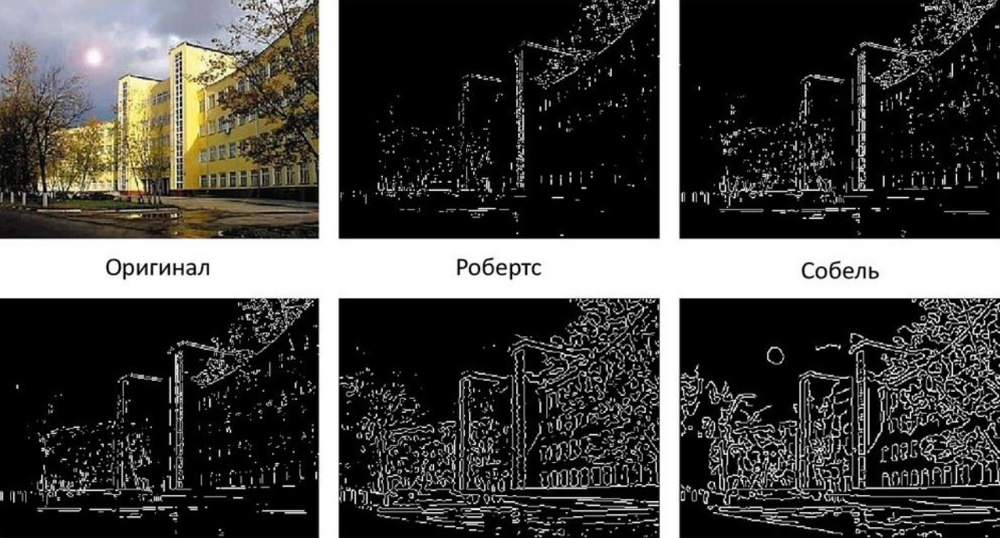 Оригинал
Робертс
Собель